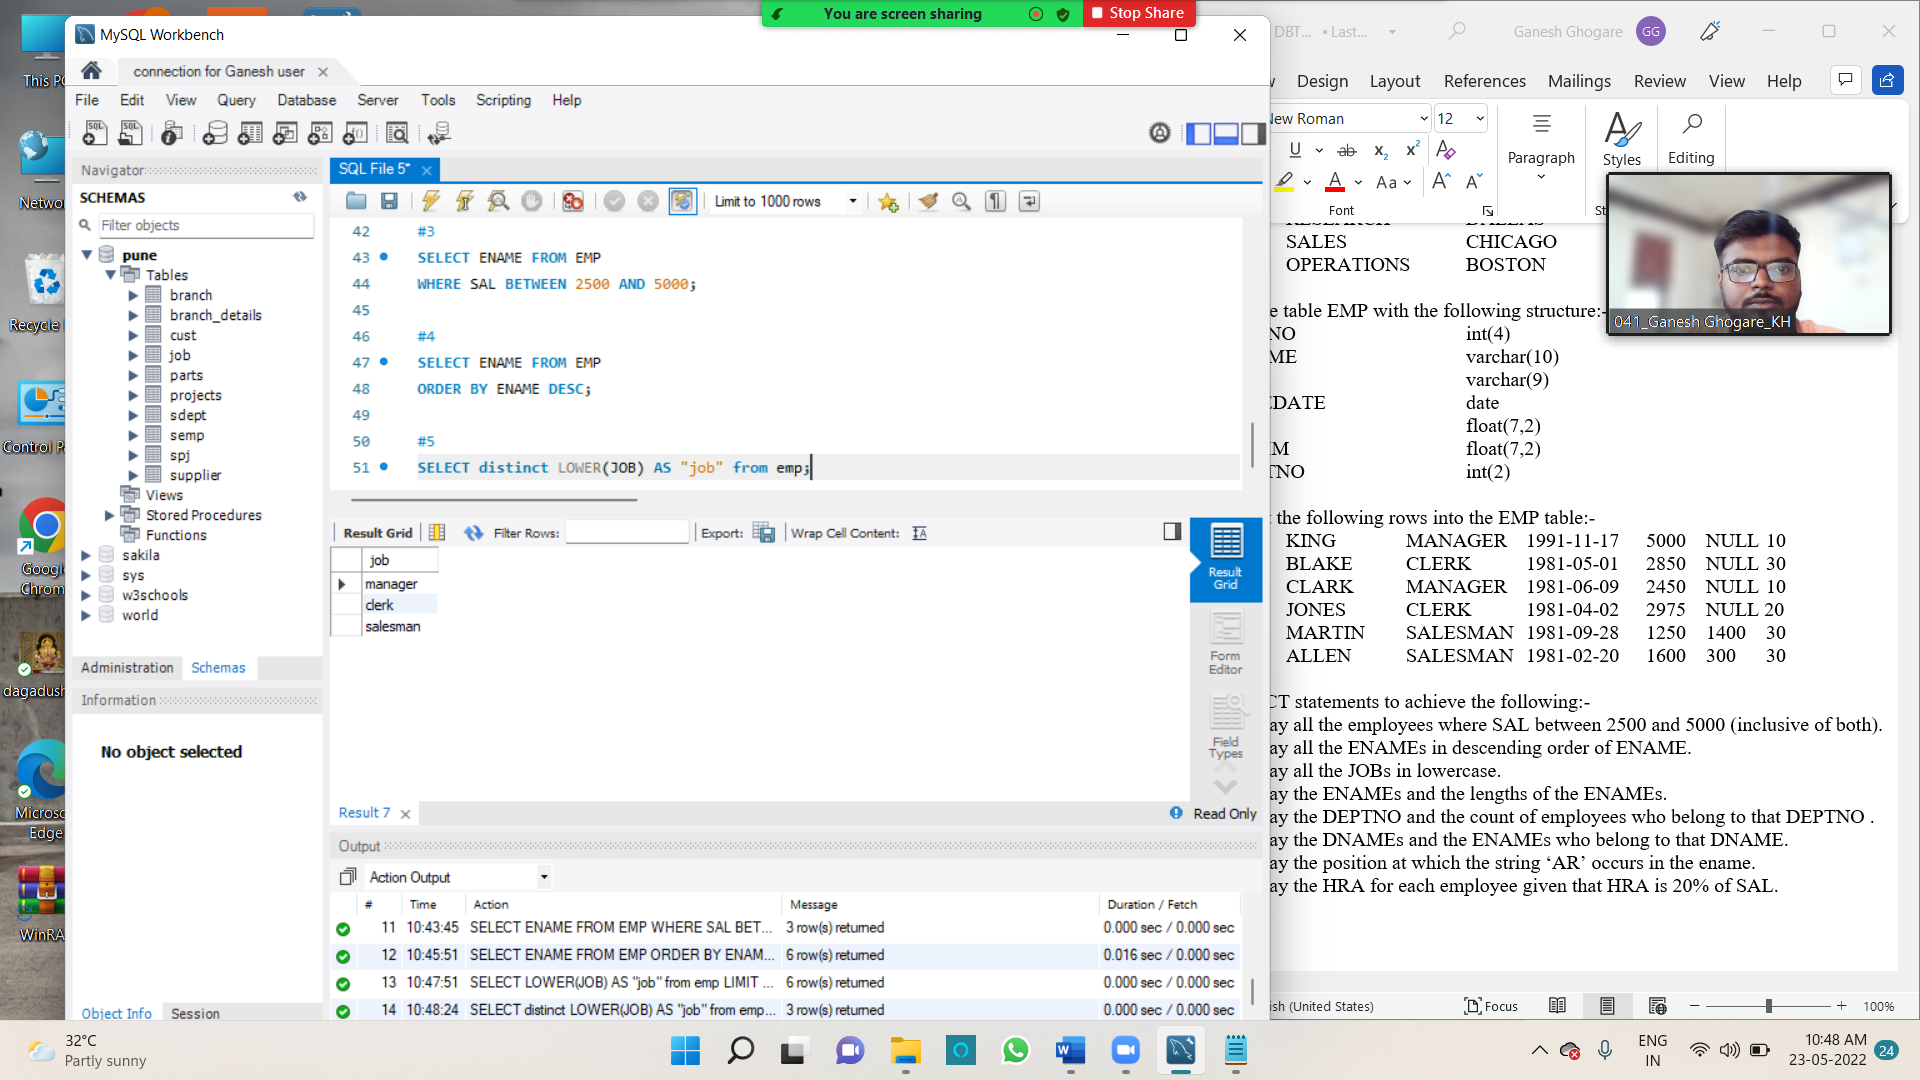 You are screen sharing
Stop Share
MySQL Workbench
connection for Ganesh user
File Edit View Query Database Server Tools Scripting Help
Navigator
SCHEMAS
Filter objects
pune
Tables
branch
branch_details
cust
job
parts
projects
sdept
semp
spj
supplier
Views
Stored Procedures
Functions
sakila
sys
w3schools
world
Administration Schemas
Information
No object selected
Object Info Session
SQL File 5*
Limit to 1000 rows
42 #3
43 SELECT ENAME FROM EMP
44 WHERE SAL BETWEEN 2500 AND 5000;
45
46 #4
47 SELECT ENAME FROM EMP
48 ORDER BY ENAME DESC;
49
50 #5
51 SELECT distinct LOWER(JOB) AS "job" from emp;
Result Grid Filter Rows: Export: Wrap Cell Content:
job
manager
clerk
salesman
Result Grid
Form Editor
Field Types
Result 7
Read Only
Output
Action Output
# Time Action Message Duration / Fetch
11 10:43:45 SELECT ENAME FROM EMP WHERE SAL BET... 3 row(s) returned 0.000 sec / 0.000 sec
12 10:45:51 SELECT ENAME FROM EMP ORDER BY ENAM... 6 row(s) returned 0.016 sec / 0.000 sec
13 10:47:51 SELECT LOWER(JOB) AS "job" from emp LIMIT ... 6 row(s) returned 0.000 sec / 0.000 sec
14 10:48:24 SELECT distinct LOWER(JOB) AS "job" from emp... 3 row(s) returned 0.000 sec / 0.000 sec
DBT... • Last...
Ganesh Ghogare GG
Design Layout References Mailings Review View Help
New Roman 12
Paragraph
Styles
Editing
Font
SALES CHICAGO
OPERATIONS BOSTON
e table EMP with the following structure:-
NO int(4)
ME varchar(10)
varchar(9)
EDATE date
float(7,2)
M float(7,2)
NO int(2)
t the following rows into the EMP table:-
KING MANAGER 1991-11-17 5000 NULL 10
BLAKE CLERK 1981-05-01 2850 NULL 30
CLARK MANAGER 1981-06-09 2450 NULL 10
JONES CLERK 1981-04-02 2975 NULL 20
MARTIN SALESMAN 1981-09-28 1250 1400 30
ALLEN SALESMAN 1981-02-20 1600 300 30
CT statements to achieve the following:-
ay all the employees where SAL between 2500 and 5000 (inclusive of both).
ay all the ENAMEs in descending order of ENAME.
ay all the JOBs in lowercase.
ay the ENAMEs and the lengths of the ENAMEs.
ay the DEPTNO and the count of employees who belong to that DEPTNO .
ay the DNAMEs and the ENAMEs who belong to that DNAME.
ay the position at which the string ‘AR’ occurs in the ename.
ay the HRA for each employee given that HRA is 20% of SAL.
041_Ganesh Ghogare_KH
ish (United States)
Focus
100%
This PC
Netwo
Recycle
Control P
Googl
Chrom
dagadush
Micros
Edge
WinRA
32°C
Partly sunny
ENG
IN
10:48 AM
23-05-2022
24